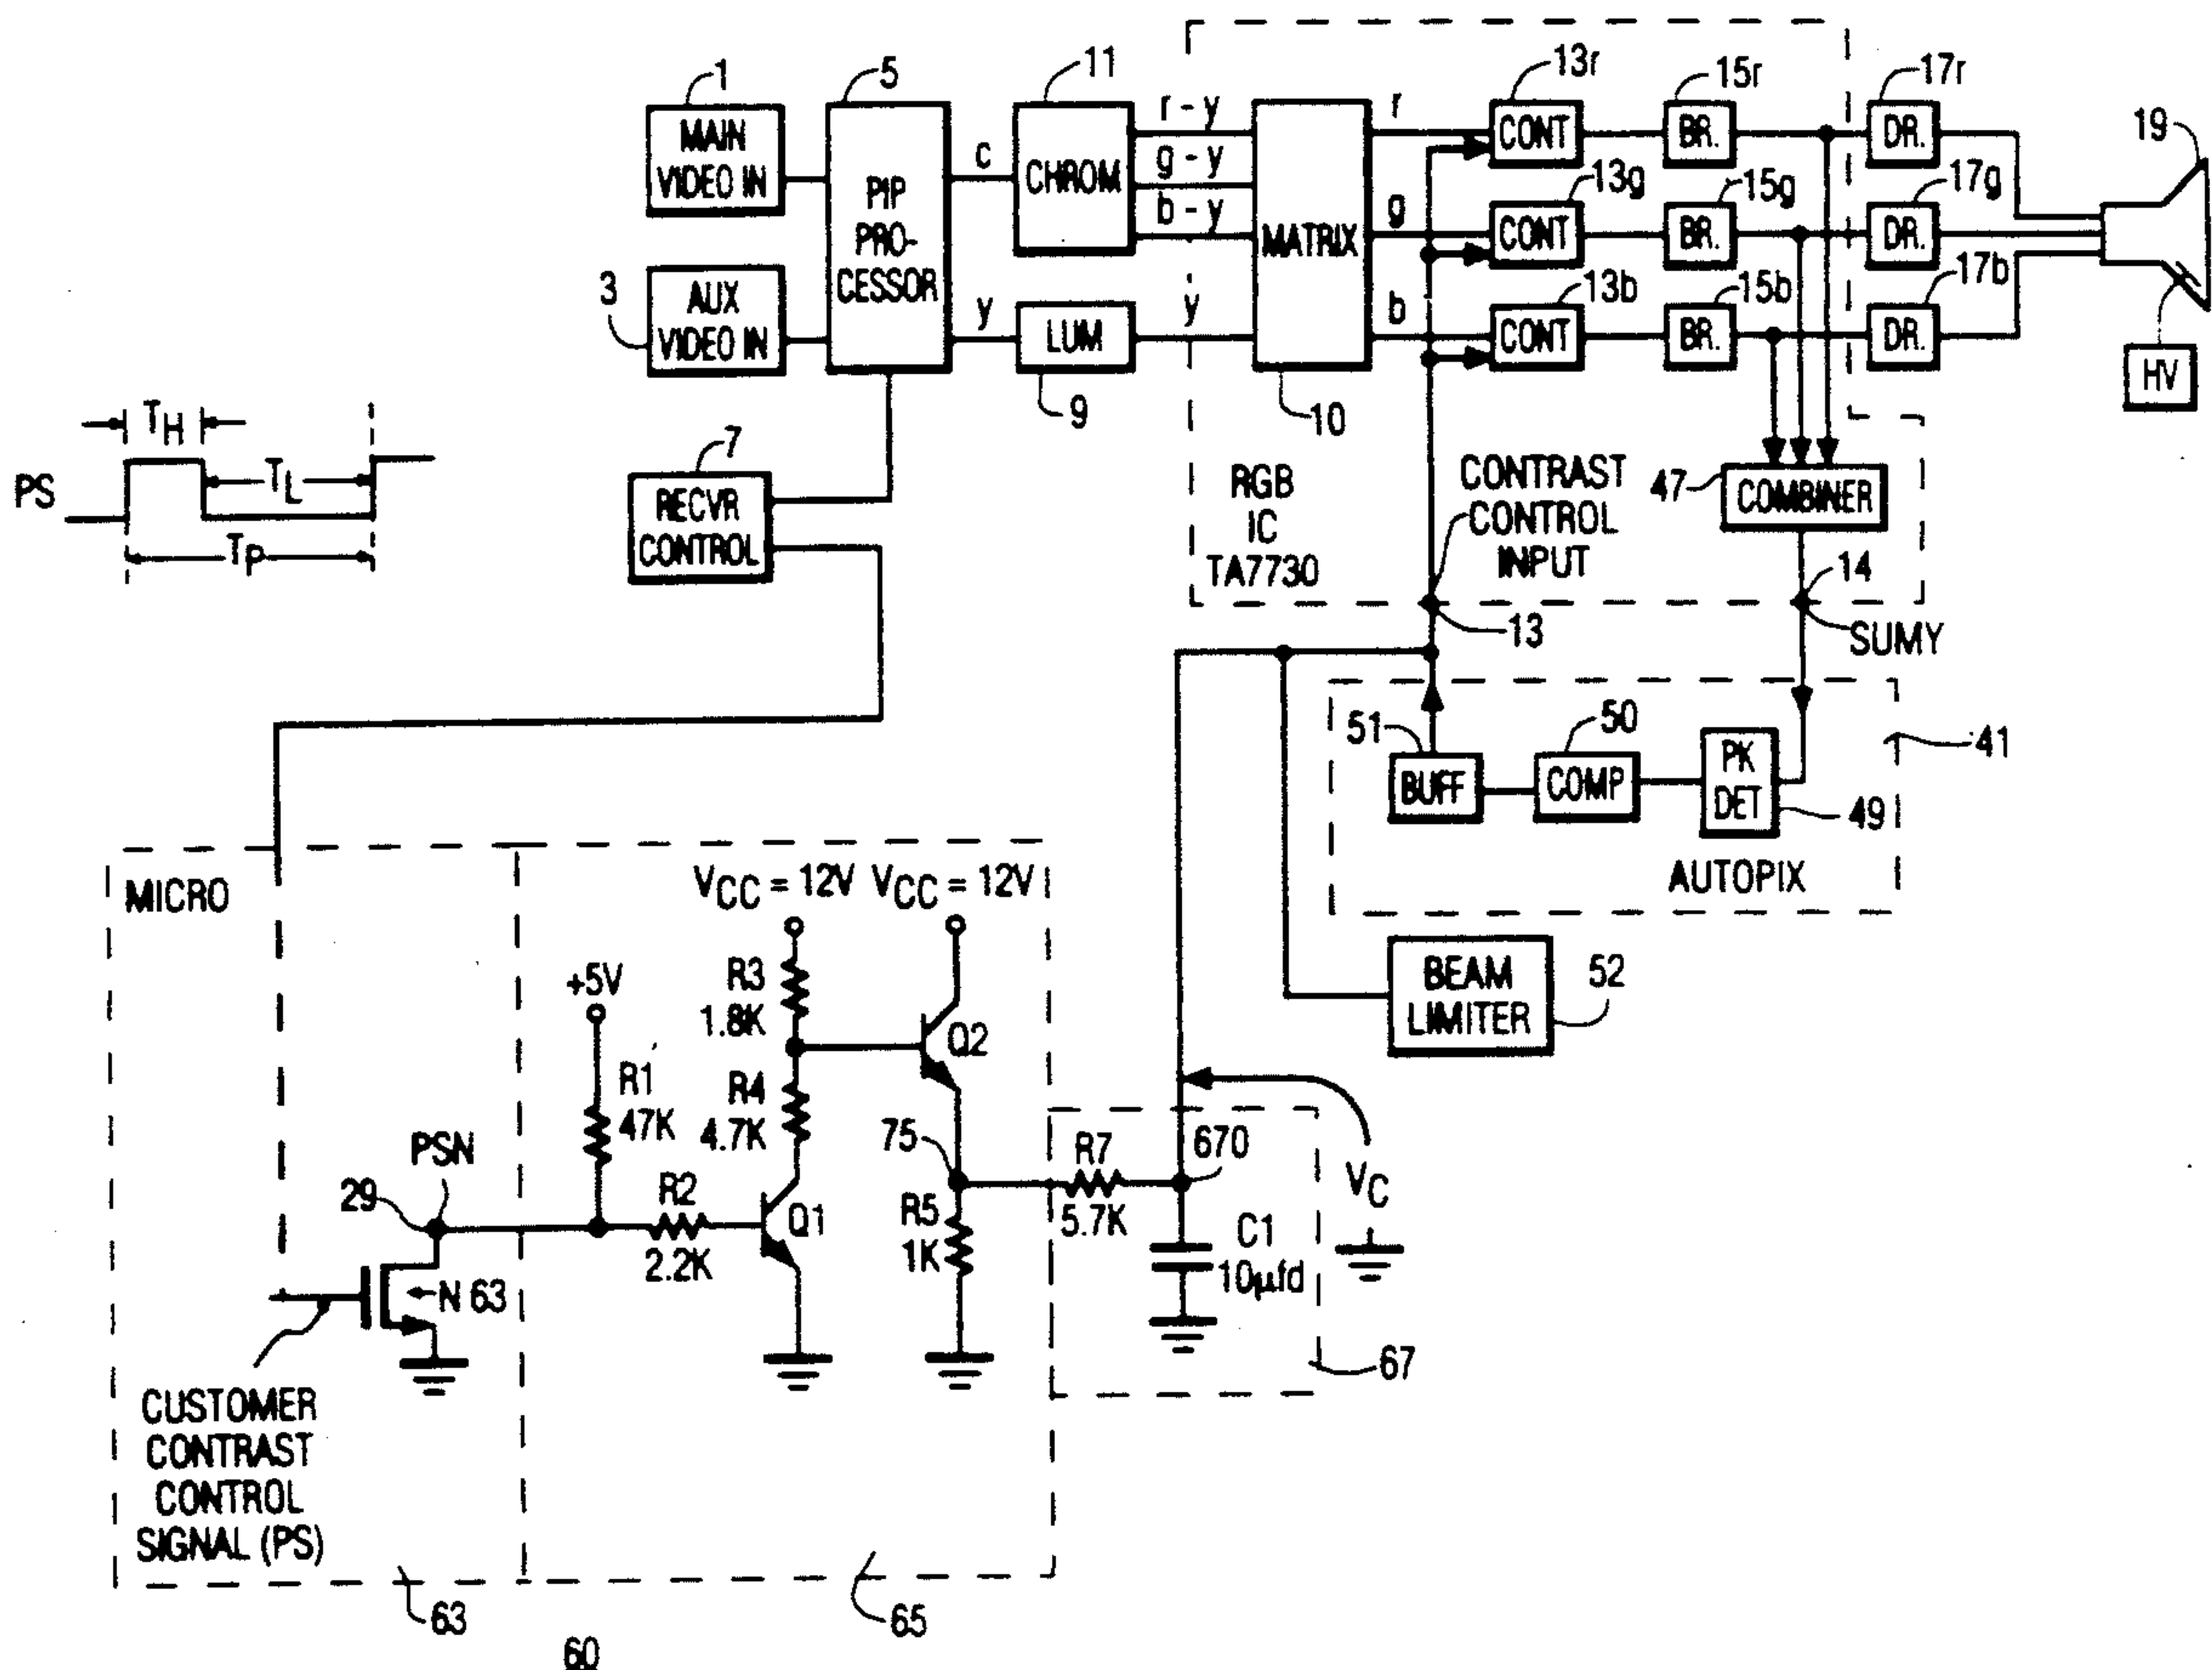 1
5
11
13r
15r
17r
19
MAIN
VIDEO IN
PIP
PRO-
CESSOR
c
CHROM
r - y
g - y
b - y
MATRIX
r
CONT
BR.
DR.
13g
15g
17g
g
CONT
BR.
DR.
3
AUX
VIDEO IN
y
LUM
9
y
10
b
13b
15b
17b
CONT
BR.
DR.
HV
PS
TH
TL
TP
7
RECVR
CONTROL
RGB
IC
TA7730
CONTRAST
CONTROL
INPUT
47
COMBINER
13
14
SUMY
51
BUFF
50
COMP
PK
DET
49
41
AUTOPIX
BEAM
LIMITER
52
MICRO
VCC = 12V
VCC = 12V
+5V
R1
47K
R3
1.8K
R4
4.7K
Q2
75
PSN
29
R2
2.2K
Q1
R5
1K
R7
5.7K
670
VC
C1
10μfd
N 63
67
CUSTOMER
CONTRAST
CONTROL
SIGNAL (PS)
63
65
60